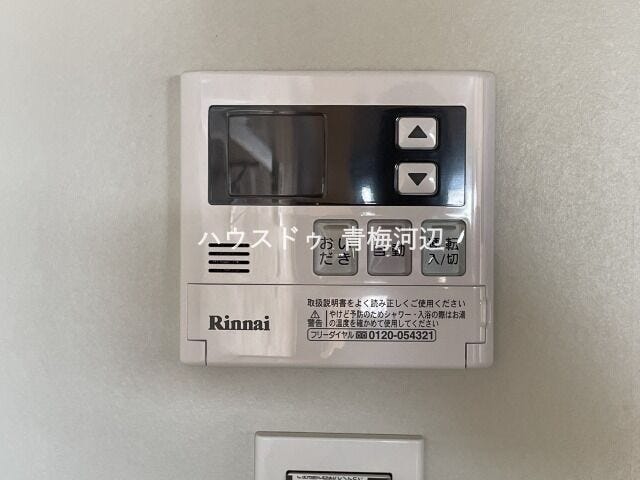 ハウスドゥ 青梅河辺
おい
だき
自動
運転
入/切
Rinnai
取扱説明書をよく読み正しくご使用ください
警告 やけど予防のためシャワー・入浴の際はお湯
の温度を確かめて使用してください
フリーダイヤル 0120-054321